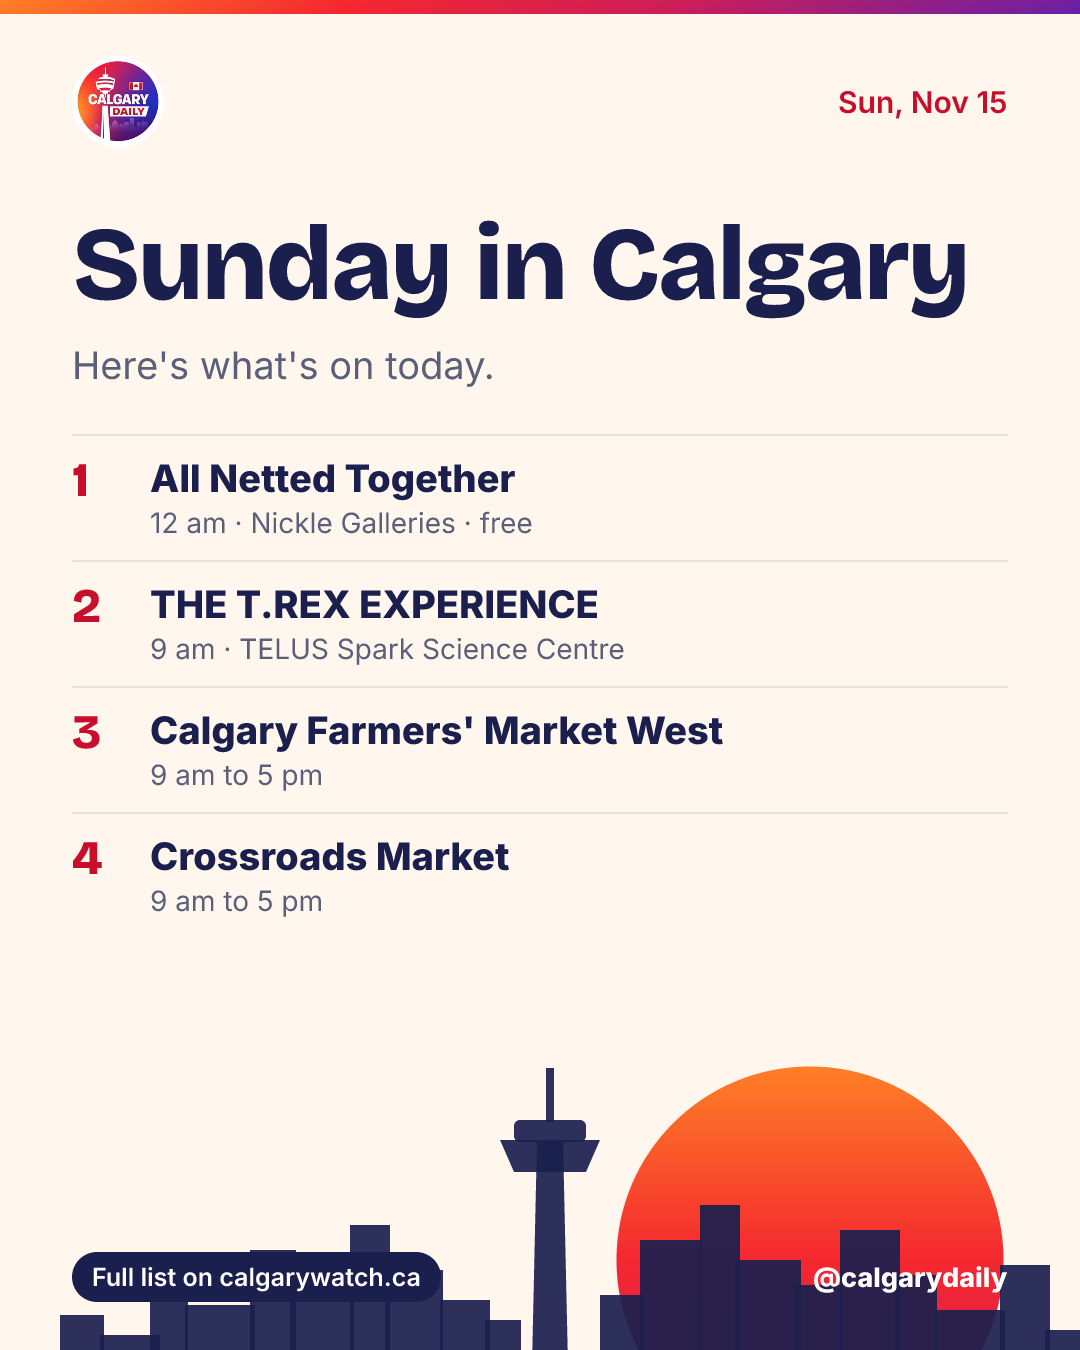 CALGARY
DAILY
Sun, Nov 15
Sunday in Calgary
Here's what's on today.
1
All Netted Together
12 am · Nickle Galleries · free
2
THE T.REX EXPERIENCE
9 am · TELUS Spark Science Centre
3
Calgary Farmers' Market West
9 am to 5 pm
4
Crossroads Market
9 am to 5 pm
Full list on calgarywatch.ca
@calgarydaily